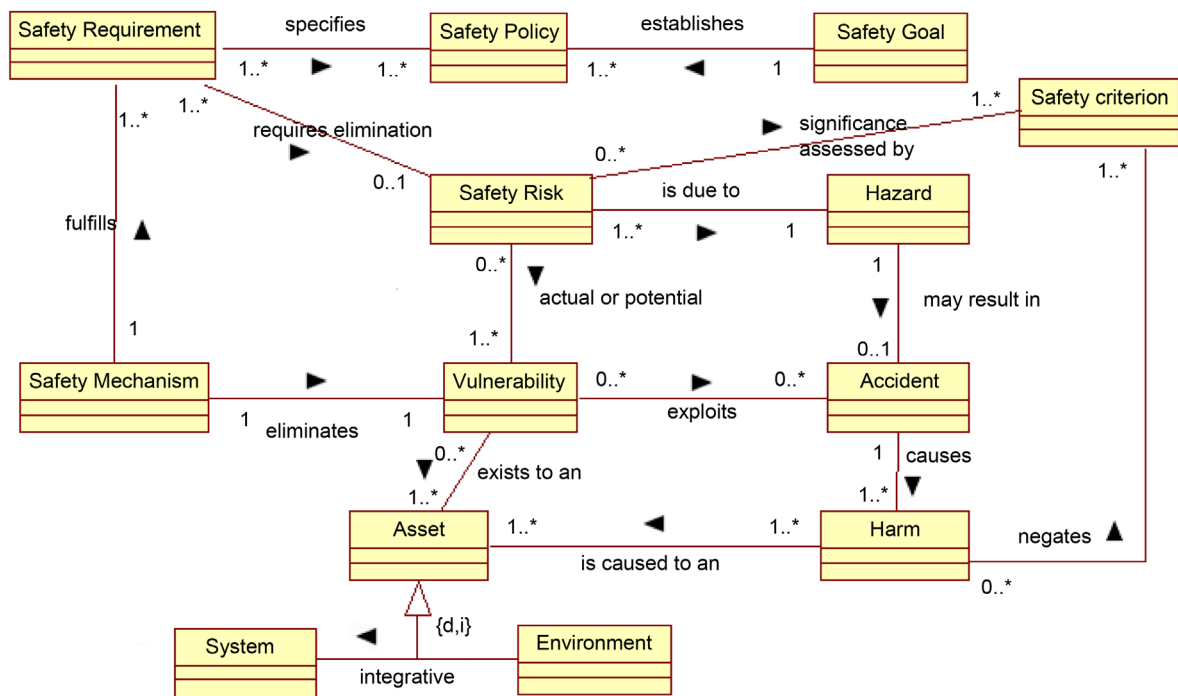 Safety Requirement
specifies
Safety Policy
establishes
Safety Goal
1..*
1..*
1..*
1
Safety criterion
1..*
1..*
requires elimination
1..*
significance
assessed by
0..*
0..1
1..*
Safety Risk
is due to
Hazard
fulfills
1..*
1
0..*
1
actual or potential
may result in
1
1..*
0..1
Safety Mechanism
Vulnerability
0..*
0..*
Accident
1
eliminates
1
exploits
0..*
exists to an
1
causes
1..*
1..*
Asset
1..*
1..*
Harm
negates
is caused to an
0..*
{d,i}
System
Environment
integrative